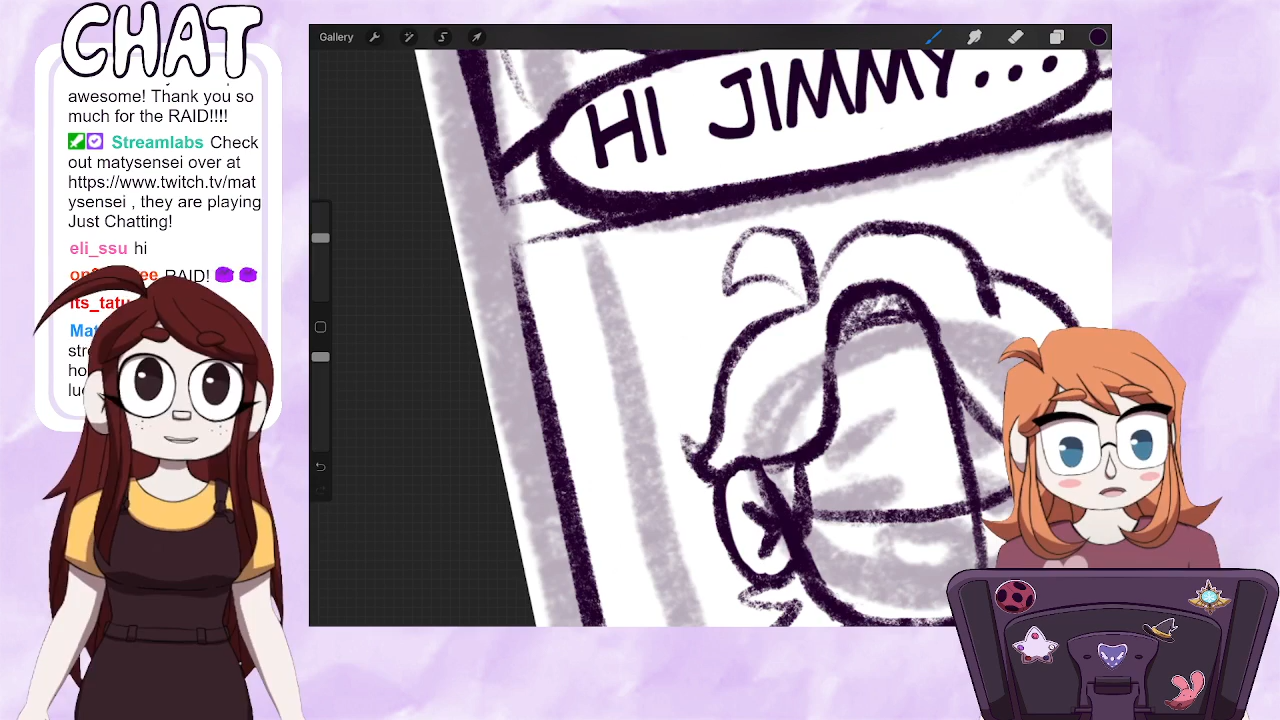 CHAT
Gallery
awesome! Thank you so
much for the RAID!!!!
Streamlabs Check
out matysensei over at
https://www.twitch.tv/mat
ysensei , they are playing
Just Chatting!
eli_ssu hi
RAID!
HI JIMMY...